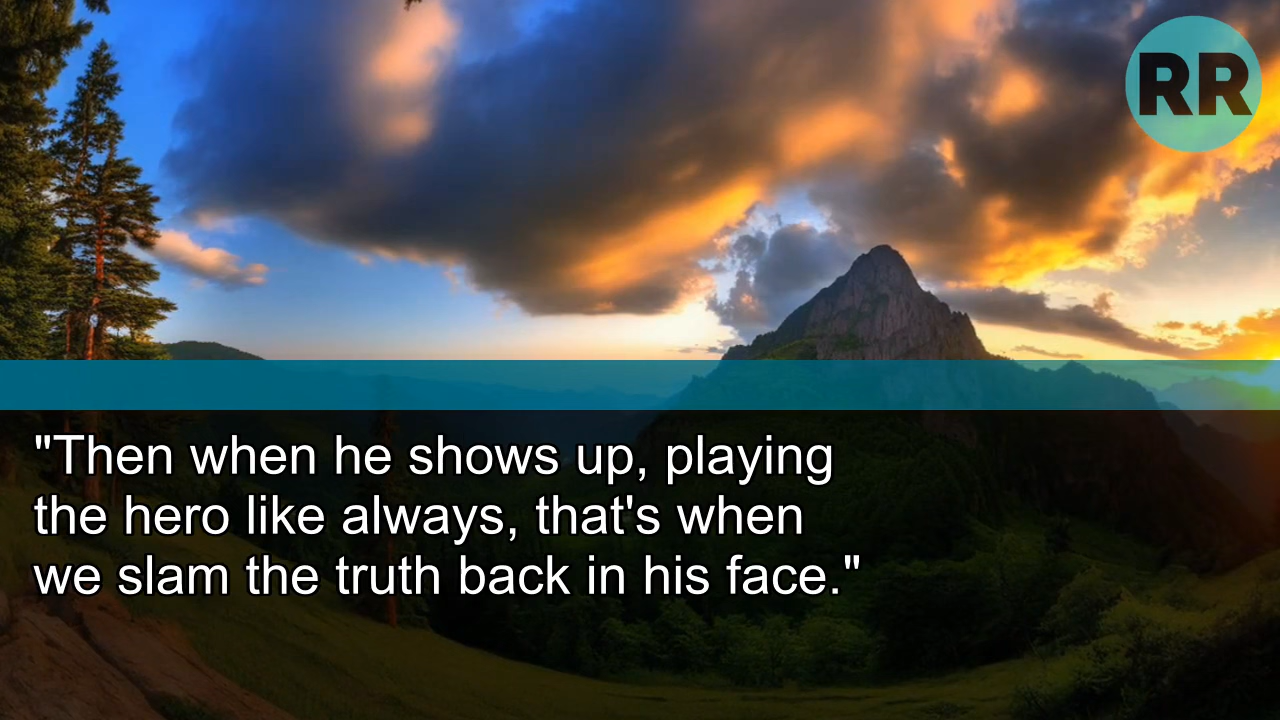 RR
"Then when he shows up, playing
the hero like always, that's when
we slam the truth back in his face."